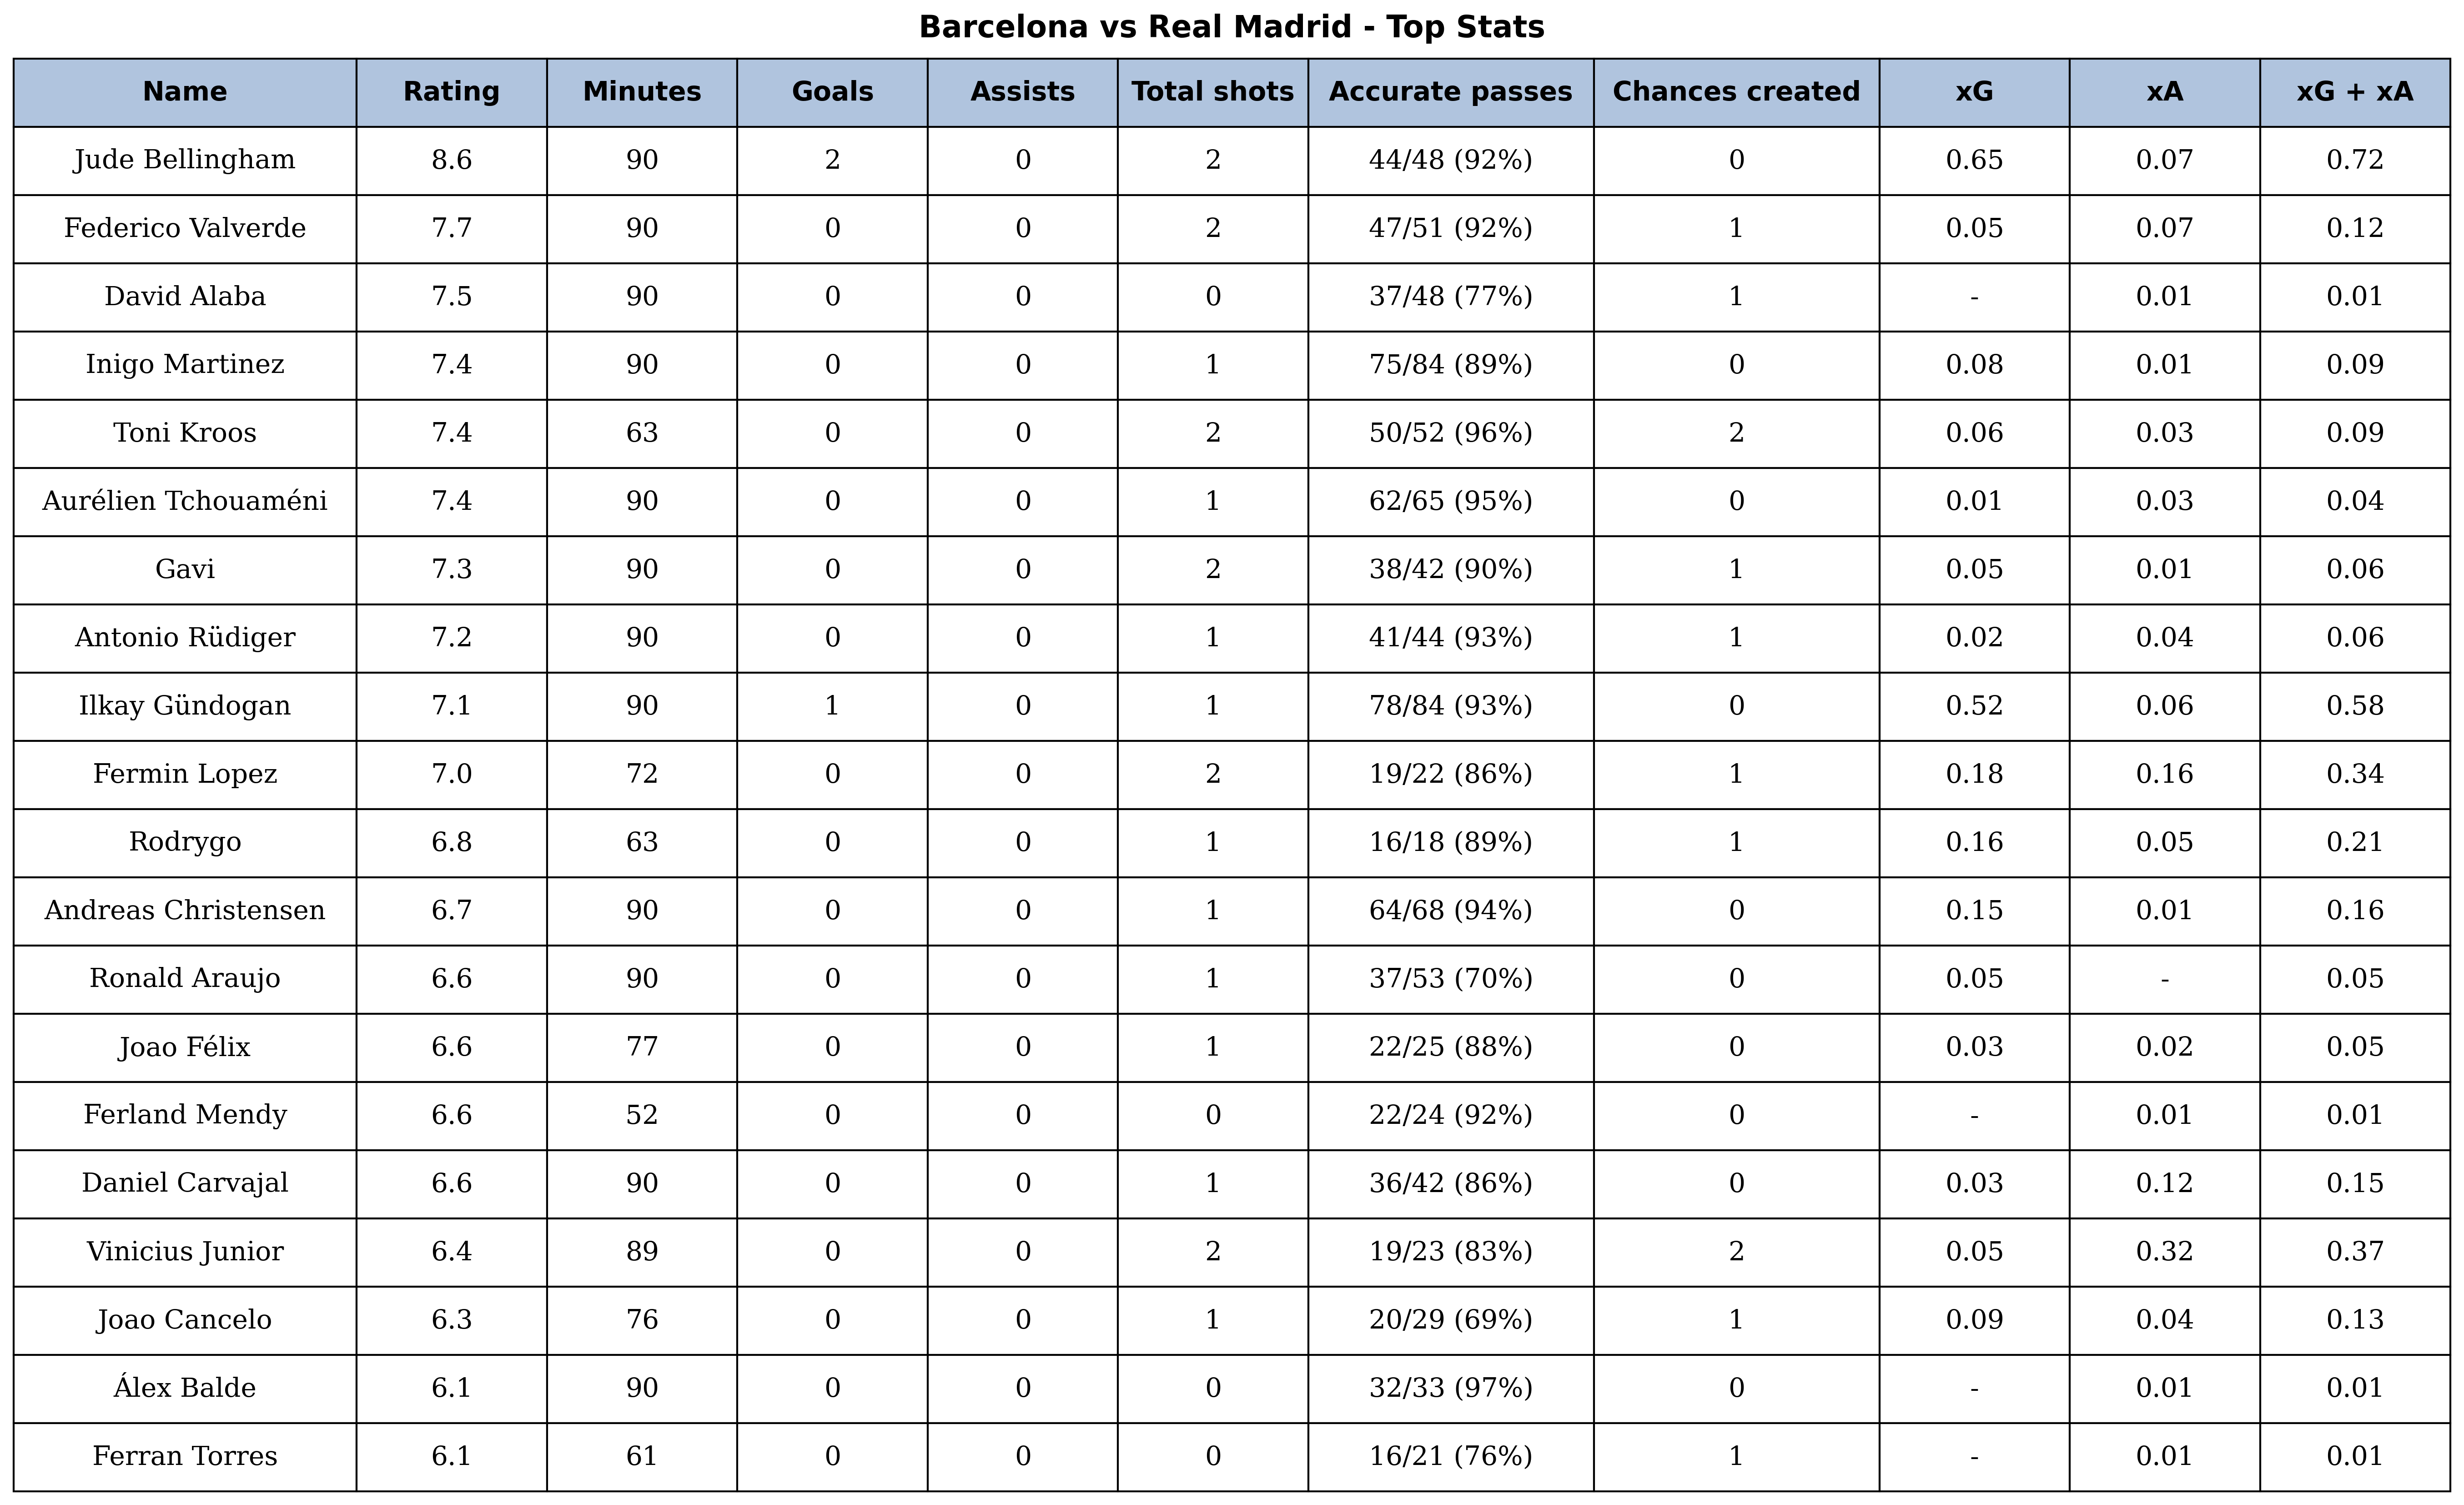 Barcelona vs Real Madrid - Top Stats
Name Rating Minutes Goals Assists Total shots Accurate passes Chances created xG xA xG + xA
Jude Bellingham 8.6 90 2 0 2 44/48 (92%) 0 0.65 0.07 0.72
Federico Valverde 7.7 90 0 0 2 47/51 (92%) 1 0.05 0.07 0.12
David Alaba 7.5 90 0 0 0 37/48 (77%) 1 - 0.01 0.01
Inigo Martinez 7.4 90 0 0 1 75/84 (89%) 0 0.08 0.01 0.09
Toni Kroos 7.4 63 0 0 2 50/52 (96%) 2 0.06 0.03 0.09
Aurélien Tchouaméni 7.4 90 0 0 1 62/65 (95%) 0 0.01 0.03 0.04
Gavi 7.3 90 0 0 2 38/42 (90%) 1 0.05 0.01 0.06
Antonio Rüdiger 7.2 90 0 0 1 41/44 (93%) 1 0.02 0.04 0.06
Ilkay Gündogan 7.1 90 1 0 1 78/84 (93%) 0 0.52 0.06 0.58
Fermin Lopez 7.0 72 0 0 2 19/22 (86%) 1 0.18 0.16 0.34
Rodrygo 6.8 63 0 0 1 16/18 (89%) 1 0.16 0.05 0.21
Andreas Christensen 6.7 90 0 0 1 64/68 (94%) 0 0.15 0.01 0.16
Ronald Araujo 6.6 90 0 0 1 37/53 (70%) 0 0.05 - 0.05
Joao Félix 6.6 77 0 0 1 22/25 (88%) 0 0.03 0.02 0.05
Ferland Mendy 6.6 52 0 0 0 22/24 (92%) 0 - 0.01 0.01
Daniel Carvajal 6.6 90 0 0 1 36/42 (86%) 0 0.03 0.12 0.15
Vinicius Junior 6.4 89 0 0 2 19/23 (83%) 2 0.05 0.32 0.37
Joao Cancelo 6.3 76 0 0 1 20/29 (69%) 1 0.09 0.04 0.13
Álex Balde 6.1 90 0 0 0 32/33 (97%) 0 - 0.01 0.01
Ferran Torres 6.1 61 0 0 0 16/21 (76%) 1 - 0.01 0.01